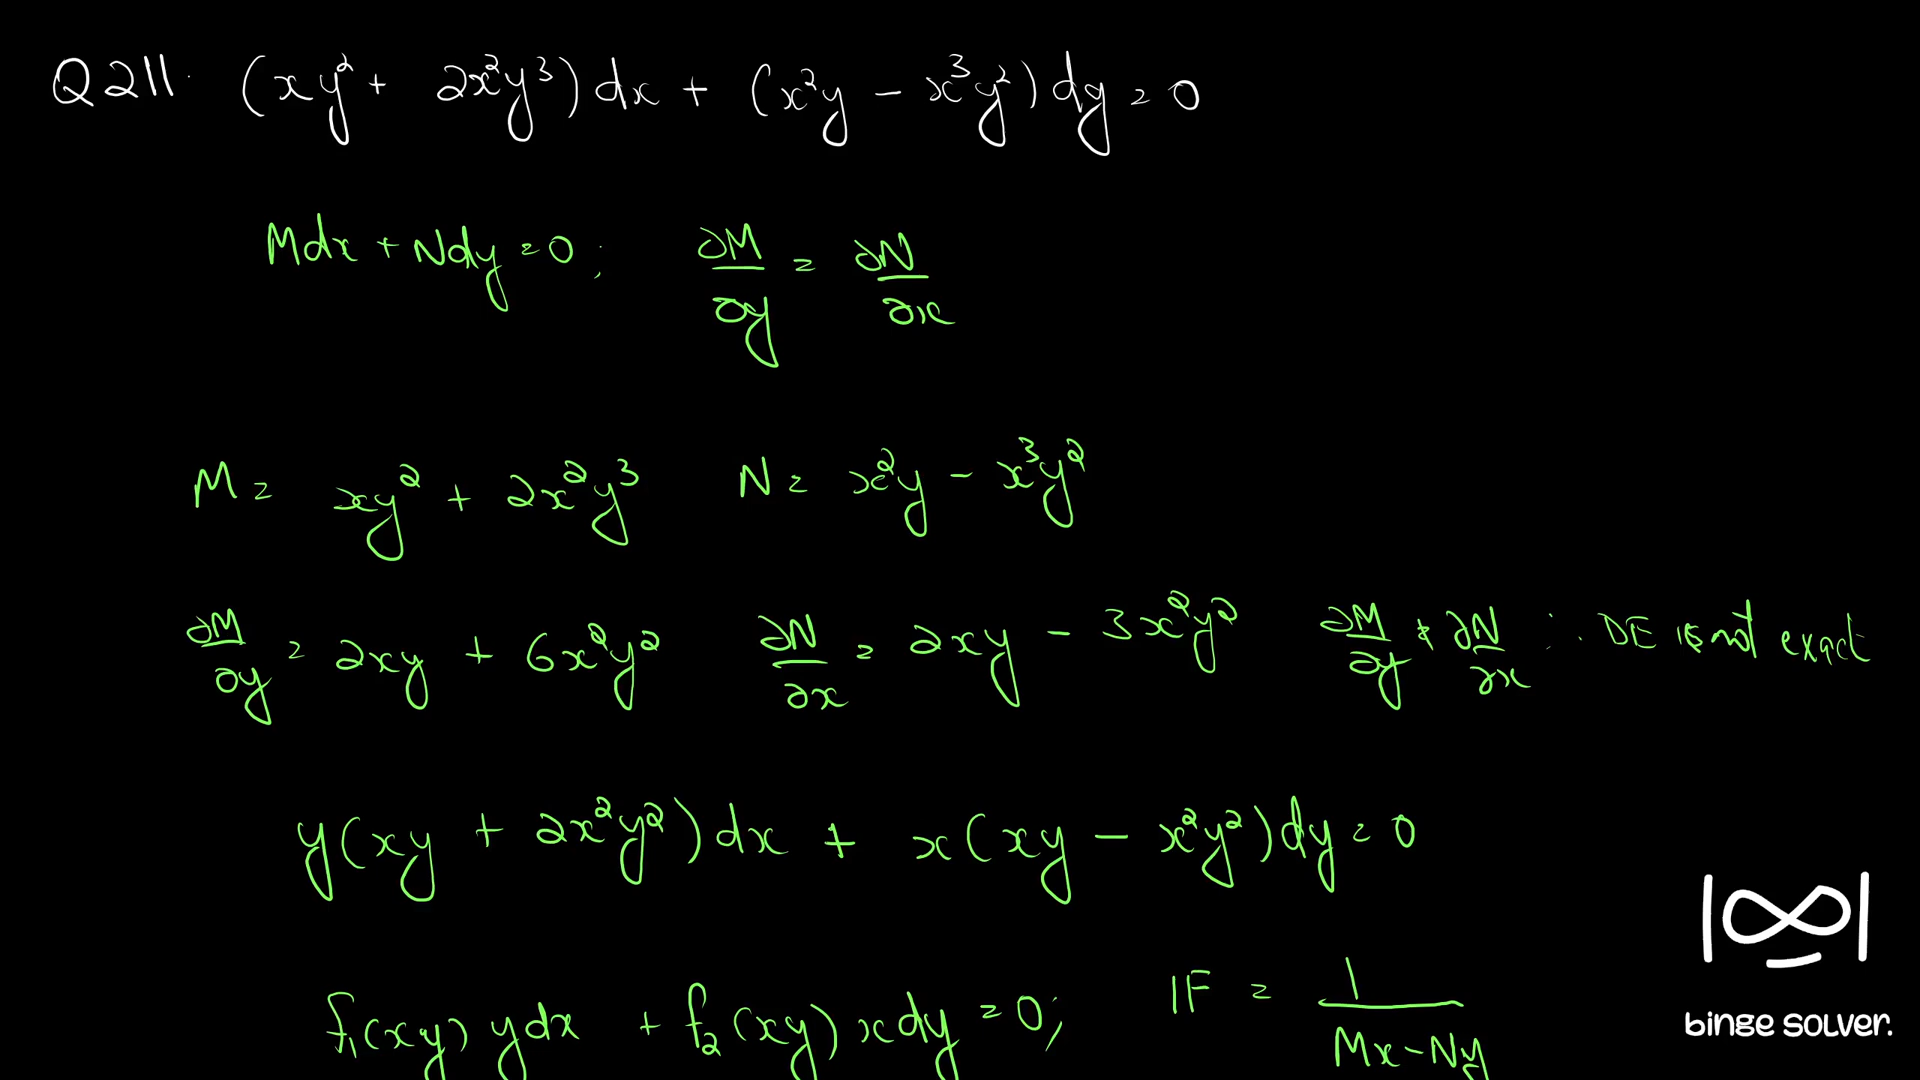 Q211. (xy² + 2x²y³)dx + (x²y − x³y²)dy = 0
Mdx + Ndy = 0; ∂M/∂y = ∂N/∂x
M = xy² + 2x²y³ N = x²y − x³y²
∂M/∂y = 2xy + 6x²y² ∂N/∂x = 2xy − 3x²y² ∂M/∂y ≠ ∂N/∂x ∴ DE is not exact
y(xy + 2x²y²)dx + x(xy − x²y²)dy = 0
f₁(xy) ydx + f₂(xy) xdy = 0; IF = 1/(Mx − Ny)
binge solver.